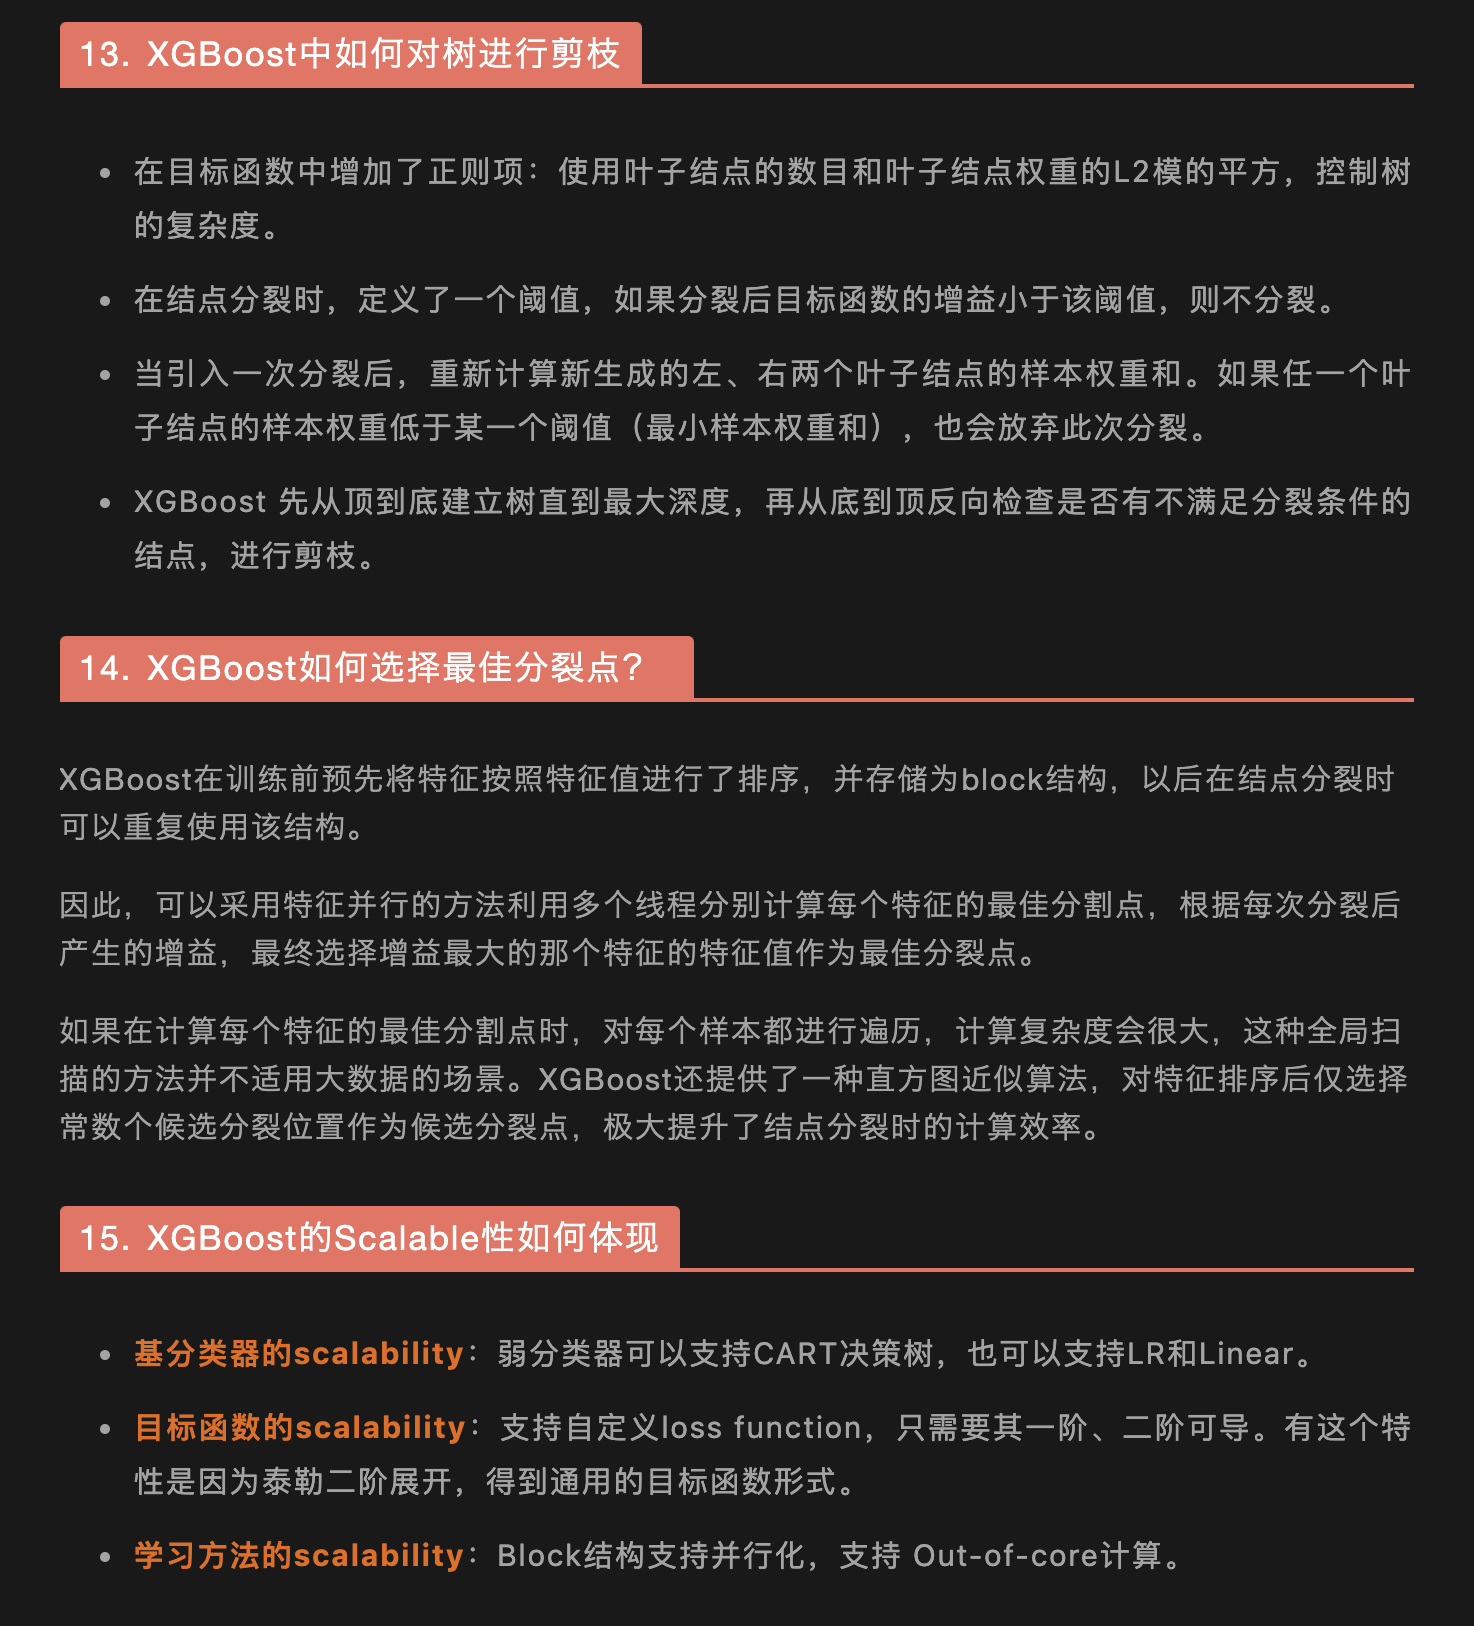 13. XGBoost中如何对树进行剪枝
在目标函数中增加了正则项：使用叶子结点的数目和叶子结点权重的L2模的平方，控制树
的复杂度。
在结点分裂时，定义了一个阈值，如果分裂后目标函数的增益小于该阈值，则不分裂。
当引入一次分裂后，重新计算新生成的左、右两个叶子结点的样本权重和。如果任一个叶
子结点的样本权重低于某一个阈值（最小样本权重和），也会放弃此次分裂。
XGBoost 先从顶到底建立树直到最大深度，再从底到顶反向检查是否有不满足分裂条件的
结点，进行剪枝。
14. XGBoost如何选择最佳分裂点？
XGBoost在训练前预先将特征按照特征值进行了排序，并存储为block结构，以后在结点分裂时
可以重复使用该结构。
因此，可以采用特征并行的方法利用多个线程分别计算每个特征的最佳分割点，根据每次分裂后
产生的增益，最终选择增益最大的那个特征的特征值作为最佳分裂点。
如果在计算每个特征的最佳分割点时，对每个样本都进行遍历，计算复杂度会很大，这种全局扫
描的方法并不适用大数据的场景。XGBoost还提供了一种直方图近似算法，对特征排序后仅选择
常数个候选分裂位置作为候选分裂点，极大提升了结点分裂时的计算效率。
15. XGBoost的Scalable性如何体现
基分类器的scalability：弱分类器可以支持CART决策树，也可以支持LR和Linear。
目标函数的scalability：支持自定义loss function，只需要其一阶、二阶可导。有这个特
性是因为泰勒二阶展开，得到通用的目标函数形式。
学习方法的scalability：Block结构支持并行化，支持 Out-of-core计算。